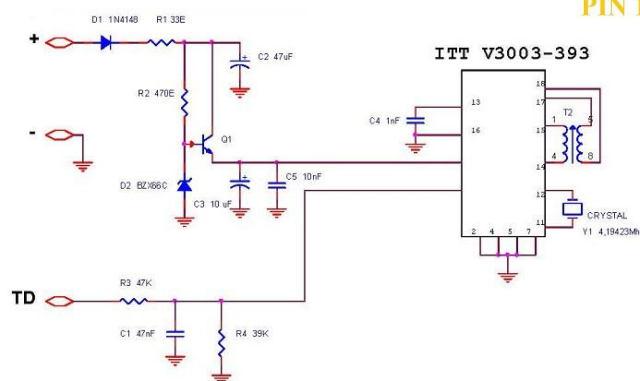 PIN 1
D1 1N4148
R1 33E
+
C2 47uF
ITT V3003-393
R2 470E
Q1
-
D2 BZX86C
C3 10 uF
C5 10nF
C4 1nF
13
16
18
17
15
14
12
11
2 4 5 7
T2
1 5
4 8
CRYSTAL
Y1 4,19423Mh
TD
R3 47K
C1 47nF
R4 39K